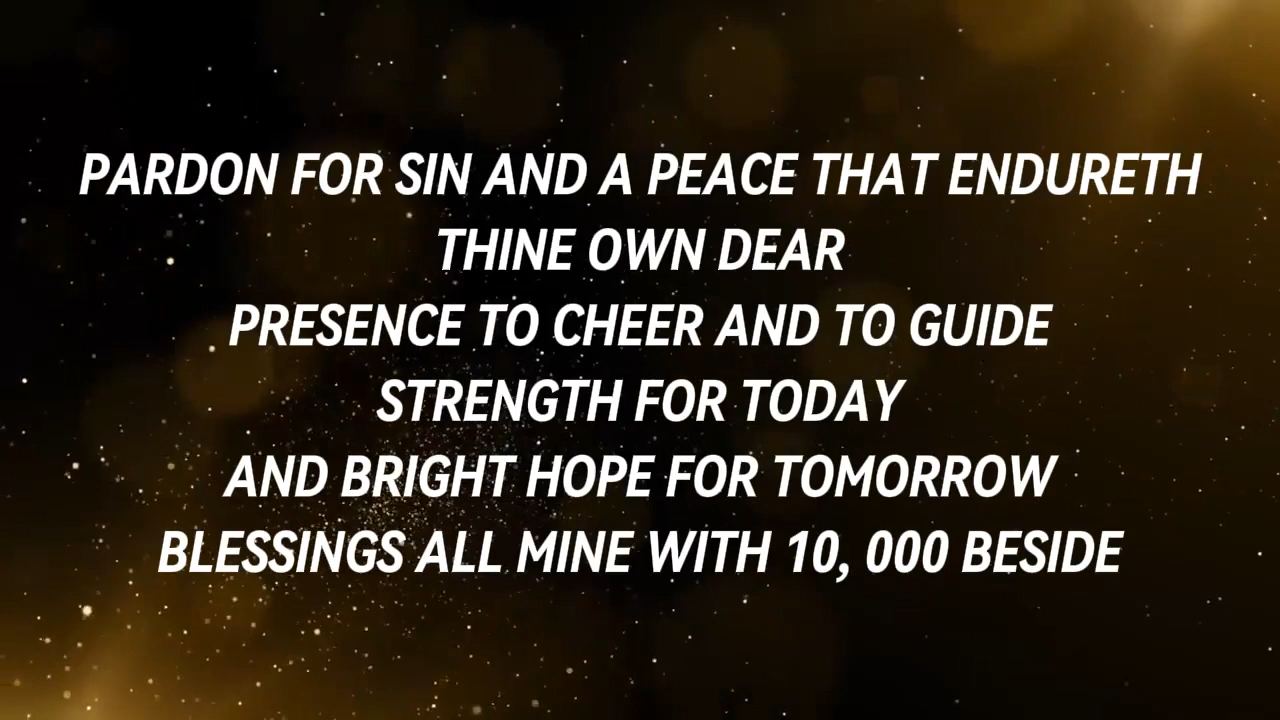 PARDON FOR SIN AND A PEACE THAT ENDURETH
THINE OWN DEAR
PRESENCE TO CHEER AND TO GUIDE
STRENGTH FOR TODAY
AND BRIGHT HOPE FOR TOMORROW
BLESSINGS ALL MINE WITH 10, 000 BESIDE